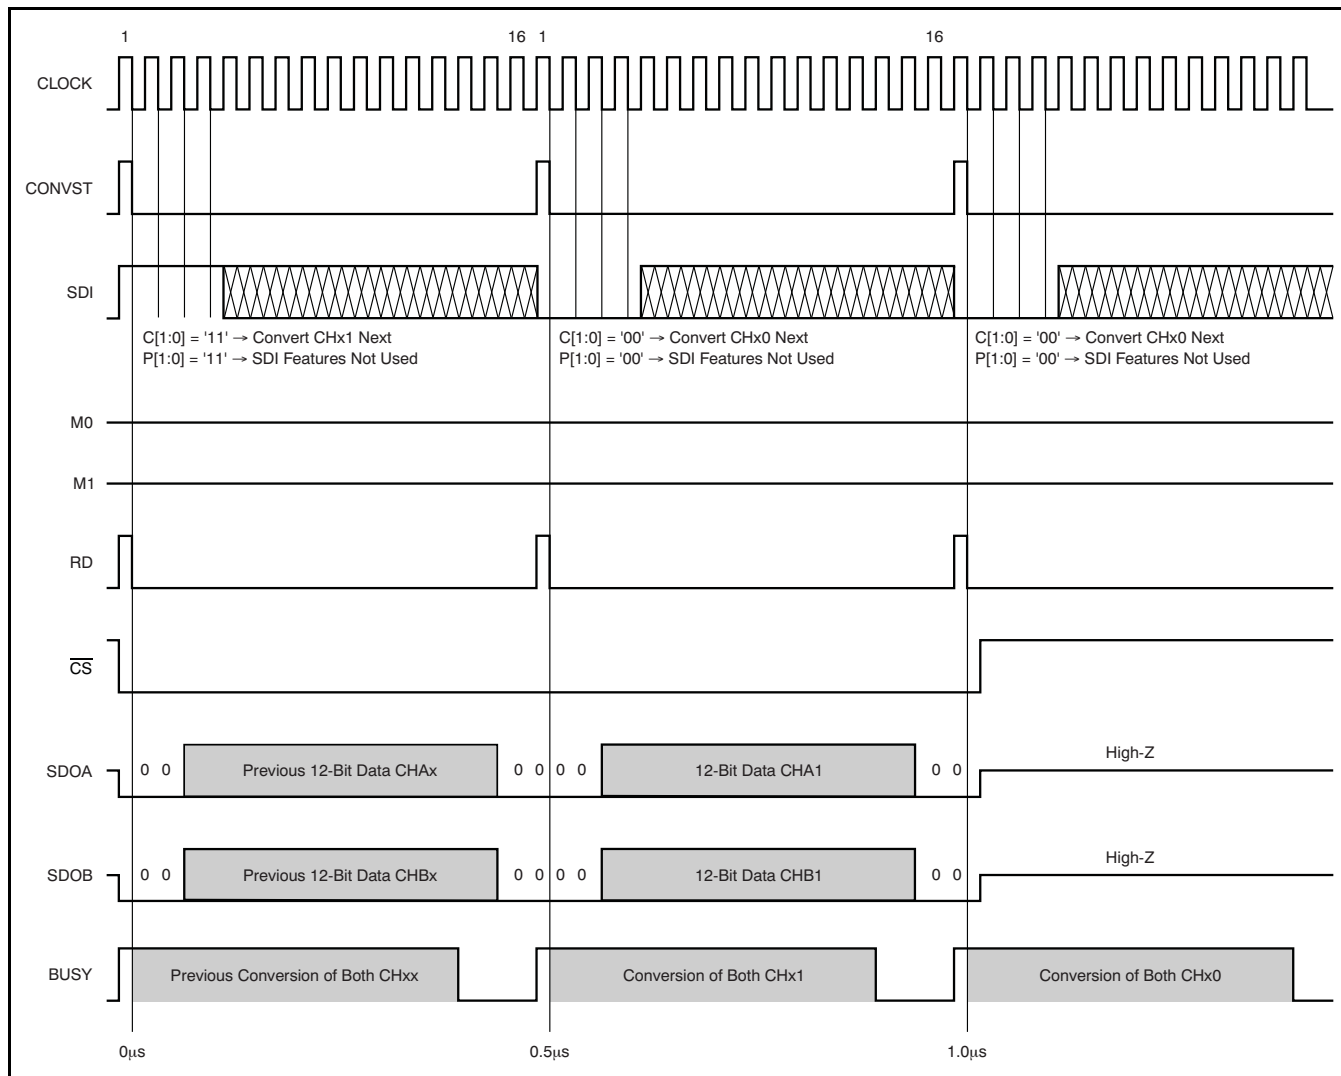 1 16 1 16
CLOCK
CONVST
SDI
C[1:0] = '11' → Convert CHx1 Next
P[1:0] = '11' → SDI Features Not Used
C[1:0] = '00' → Convert CHx0 Next
P[1:0] = '00' → SDI Features Not Used
C[1:0] = '00' → Convert CHx0 Next
P[1:0] = '00' → SDI Features Not Used
M0
M1
RD
CS
SDOA 0 0 Previous 12-Bit Data CHAx 0 0 0 0 12-Bit Data CHA1 0 0 High-Z
SDOB 0 0 Previous 12-Bit Data CHBx 0 0 0 0 12-Bit Data CHB1 0 0 High-Z
BUSY Previous Conversion of Both CHxx Conversion of Both CHx1 Conversion of Both CHx0
0μs 0.5μs 1.0μs